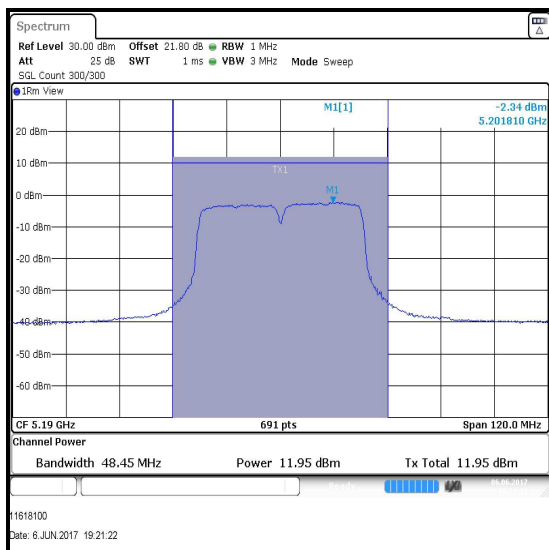 Spectrum
Ref Level 30.00 dBm Offset 21.80 dB RBW 1 MHz
Att 25 dB SWT 1 ms VBW 3 MHz Mode Sweep
SGL Count 300/300
1Rm View
M1[1] -2.34 dBm
5.201810 GHz
20 dBm
10 dBm
TX1
0 dBm
M1
-10 dBm
-20 dBm
-30 dBm
-40 dBm
-50 dBm
-60 dBm
CF 5.19 GHz 691 pts Span 120.0 MHz
Channel Power
Bandwidth 48.45 MHz Power 11.95 dBm Tx Total 11.95 dBm
Ready 06.06.2017
11618100
Date: 6.JUN.2017 19:21:22